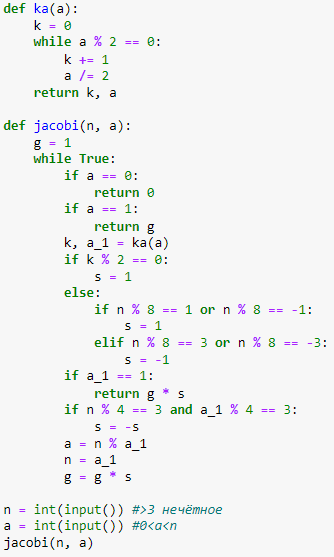 def ka(a):
    k = 0
    while a % 2 == 0:
        k += 1
        a /= 2
    return k, a

def jacobi(n, a):
    g = 1
    while True:
        if a == 0:
            return 0
        if a == 1:
            return g
        k, a_1 = ka(a)
        if k % 2 == 0:
            s = 1
        else:
            if n % 8 == 1 or n % 8 == -1:
                s = 1
            elif n % 8 == 3 or n % 8 == -3:
                s = -1
        if a_1 == 1:
            return g * s
        if n % 4 == 3 and a_1 % 4 == 3:
            s = -s
        a = n % a_1
        n = a_1
        g = g * s

n = int(input()) #>3 нечётное
a = int(input()) #0<a<n
jacobi(n, a)